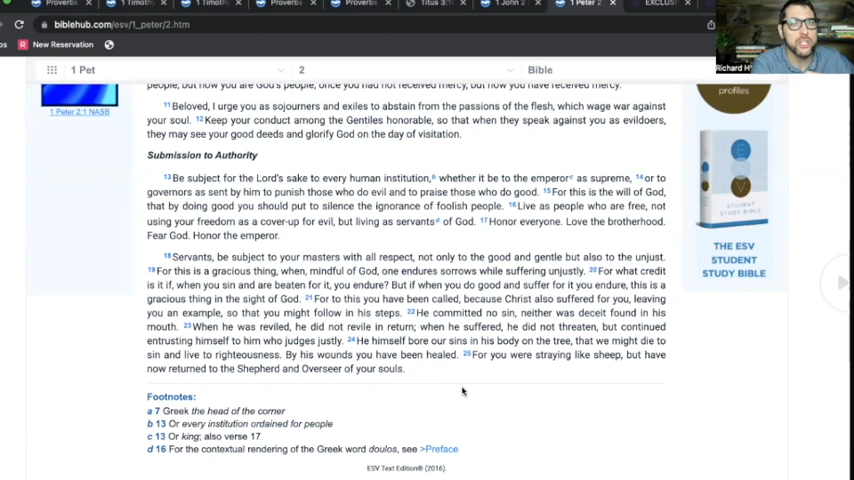 Proverbs
1 Timothy
1 Timoth
Proverbs
Proverbs
Titus 3:1
1 John 2
1 Peter 2
EXCLUS
biblehub.com/esv/1_peter/2.htm
R New Reservation
1 Pet
2
Bible
people, but now you are God's people; once you had not received mercy, but now you have received mercy.
11 Beloved, I urge you as sojourners and exiles to abstain from the passions of the flesh, which wage war against
your soul. 12 Keep your conduct among the Gentiles honorable, so that when they speak against you as evildoers,
they may see your good deeds and glorify God on the day of visitation.
Submission to Authority
13 Be subject for the Lord's sake to every human institution,b whether it be to the emperorc as supreme, 14 or to
governors as sent by him to punish those who do evil and to praise those who do good. 15 For this is the will of God,
that by doing good you should put to silence the ignorance of foolish people. 16 Live as people who are free, not
using your freedom as a cover-up for evil, but living as servantsd of God. 17 Honor everyone. Love the brotherhood.
Fear God. Honor the emperor.
18 Servants, be subject to your masters with all respect, not only to the good and gentle but also to the unjust.
19 For this is a gracious thing, when, mindful of God, one endures sorrows while suffering unjustly. 20 For what credit
is it if, when you sin and are beaten for it, you endure? But if when you do good and suffer for it you endure, this is a
gracious thing in the sight of God. 21 For to this you have been called, because Christ also suffered for you, leaving
you an example, so that you might follow in his steps. 22 He committed no sin, neither was deceit found in his
mouth. 23 When he was reviled, he did not revile in return; when he suffered, he did not threaten, but continued
entrusting himself to him who judges justly. 24 He himself bore our sins in his body on the tree, that we might die to
sin and live to righteousness. By his wounds you have been healed. 25 For you were straying like sheep, but have
now returned to the Shepherd and Overseer of your souls.
Footnotes:
a 7 Greek the head of the corner
b 13 Or every institution ordained for people
c 13 Or king; also verse 17
d 16 For the contextual rendering of the Greek word doulos, see >Preface
ESV Text Edition® (2016).
1 Peter 2:1 NASB
Richard H
profiles
E
V
STUDENT
STUDY BIBLE
THE ESV
STUDENT
STUDY BIBLE